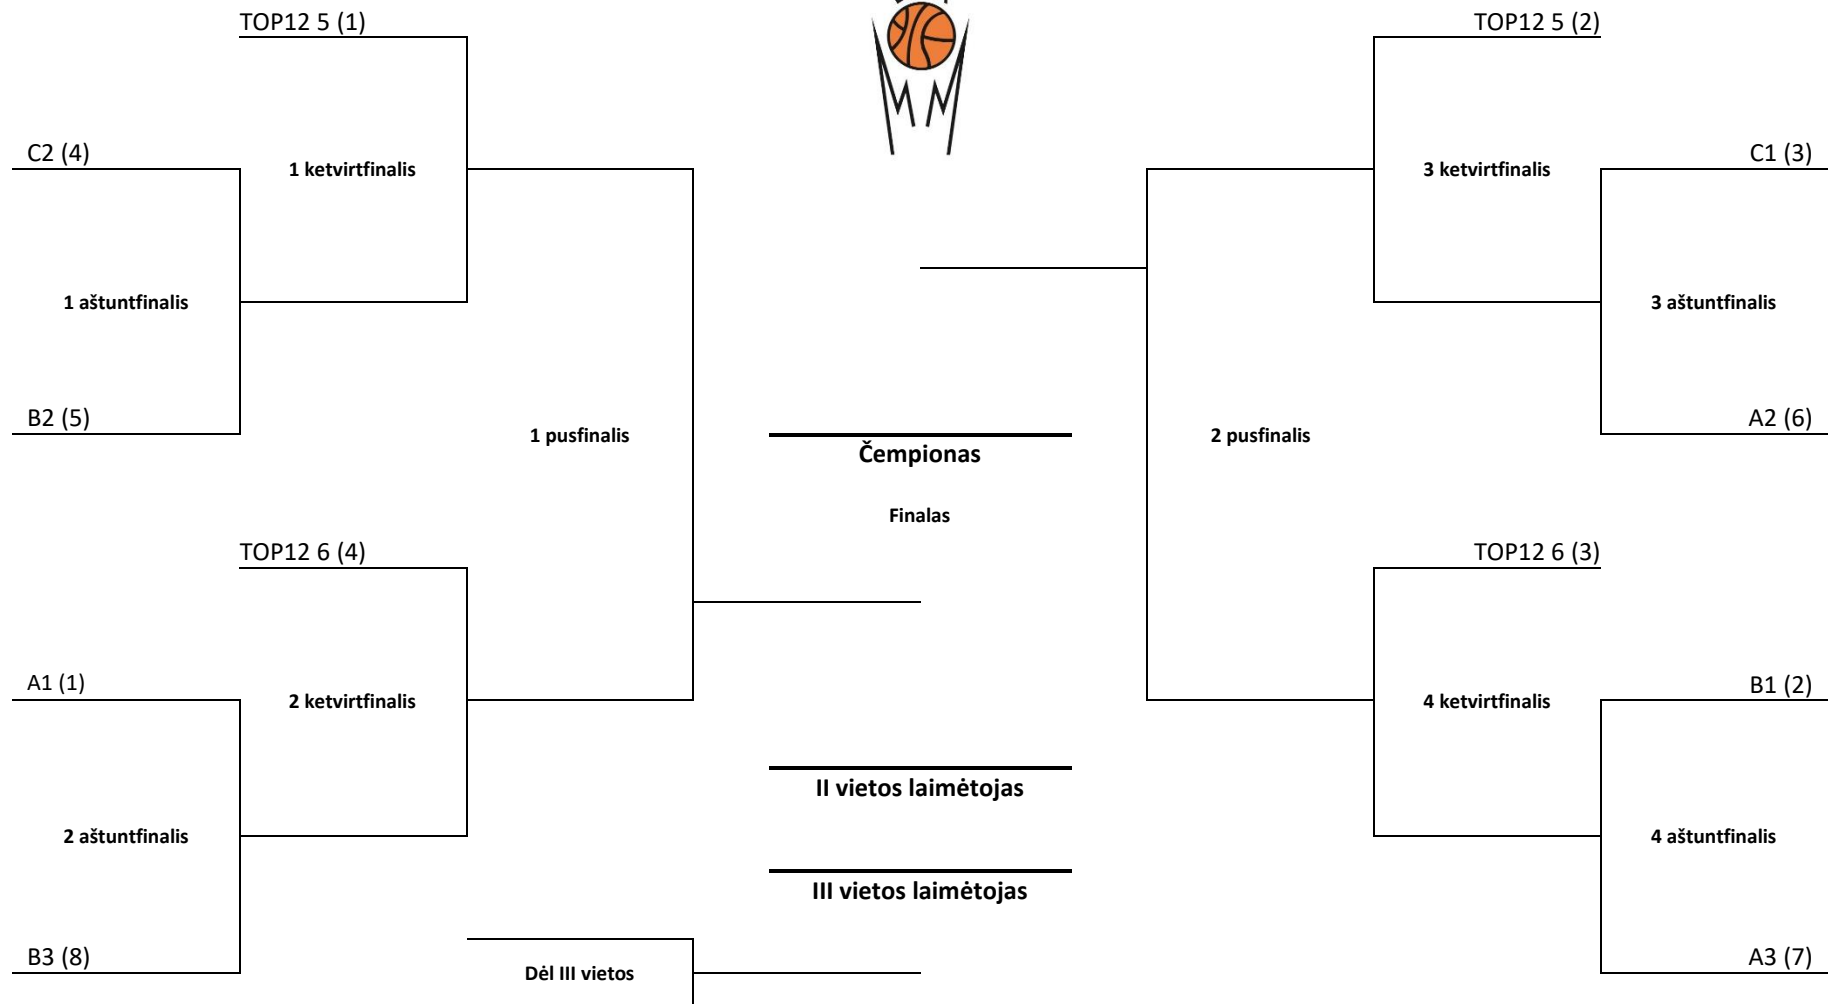 TOP12 5 (1)
TOP12 5 (2)
C2 (4)
1 ketvirtfinalis
3 ketvirtfinalis
C1 (3)
1 aštuntfinalis
3 aštuntfinalis
B2 (5)
1 pusfinalis
Čempionas
2 pusfinalis
A2 (6)
Finalas
TOP12 6 (4)
TOP12 6 (3)
A1 (1)
2 ketvirtfinalis
4 ketvirtfinalis
B1 (2)
II vietos laimėtojas
2 aštuntfinalis
4 aštuntfinalis
III vietos laimėtojas
B3 (8)
Dėl III vietos
A3 (7)